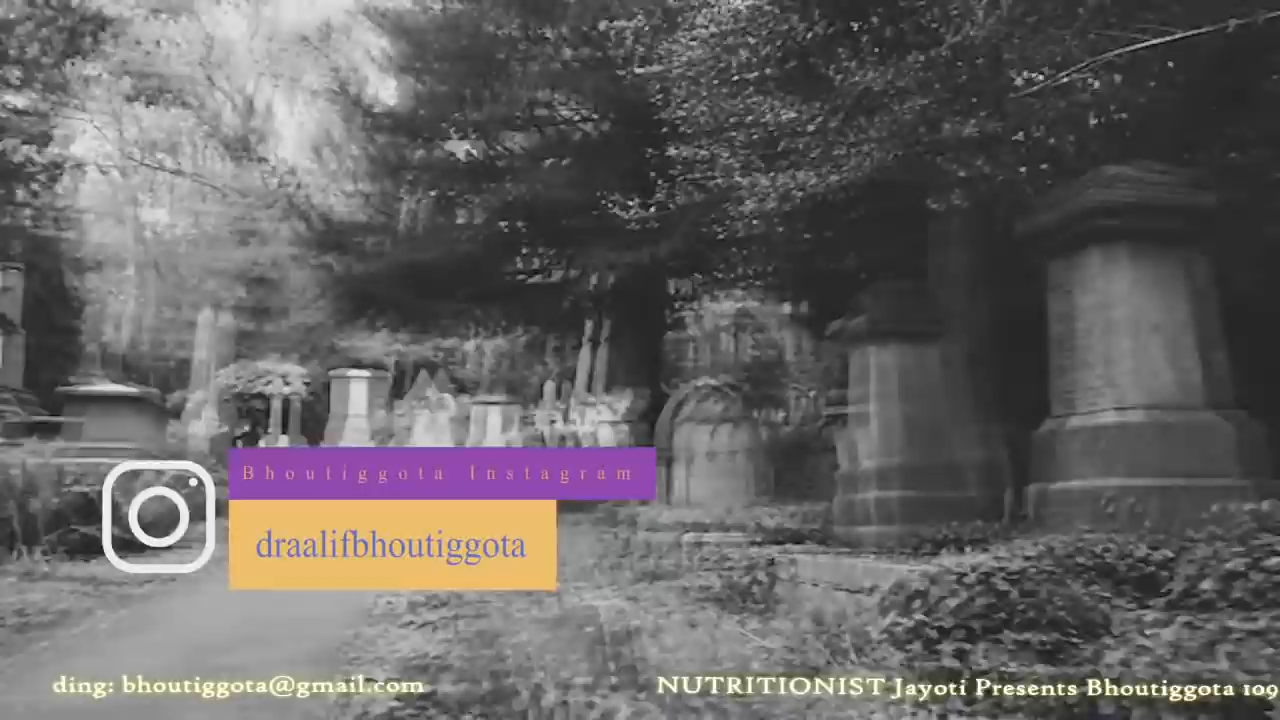 Bhoutiggota Instagram
draalifbhoutiggota
ding: bhoutiggota@gmail.com NUTRITIONIST Jayoti Presents Bhoutiggota 109